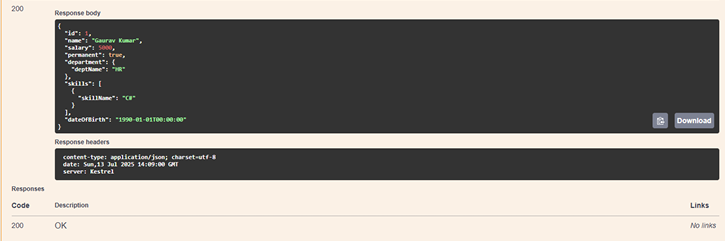 200
Response body
{
  "id": 1,
  "name": "Gaurav Kumar",
  "salary": 5000,
  "permanent": true,
  "department": {
    "deptName": "HR"
  },
  "skills": [
    {
      "skillName": "C#"
    }
  ],
  "dateOfBirth": "1990-01-01T00:00:00"
}
Download
Response headers
content-type: application/json; charset=utf-8
date: Sun,13 Jul 2025 14:09:00 GMT
server: Kestrel
Responses
Code Description Links
200 OK No links